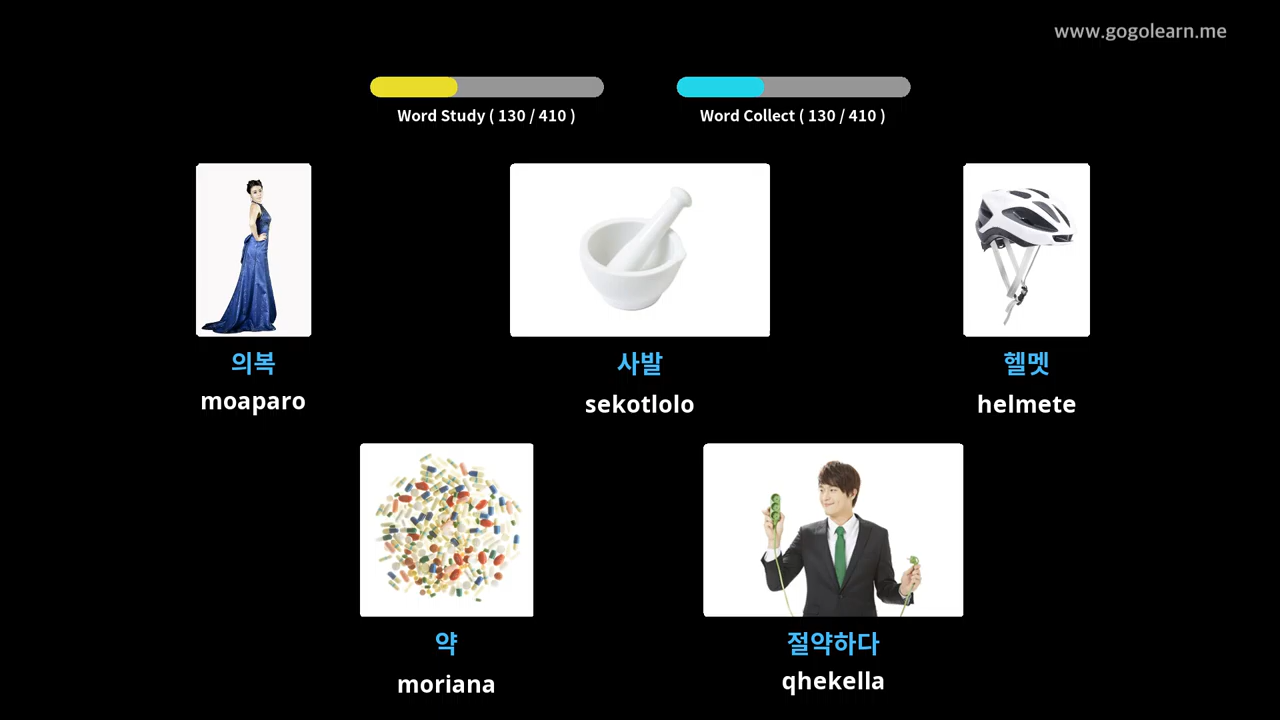 www.gogolearn.me
Word Study ( 130 / 410 )
Word Collect ( 130 / 410 )
의복
moaparo
사발
sekotlolo
헬멧
helmete
약
moriana
절약하다
qhekella